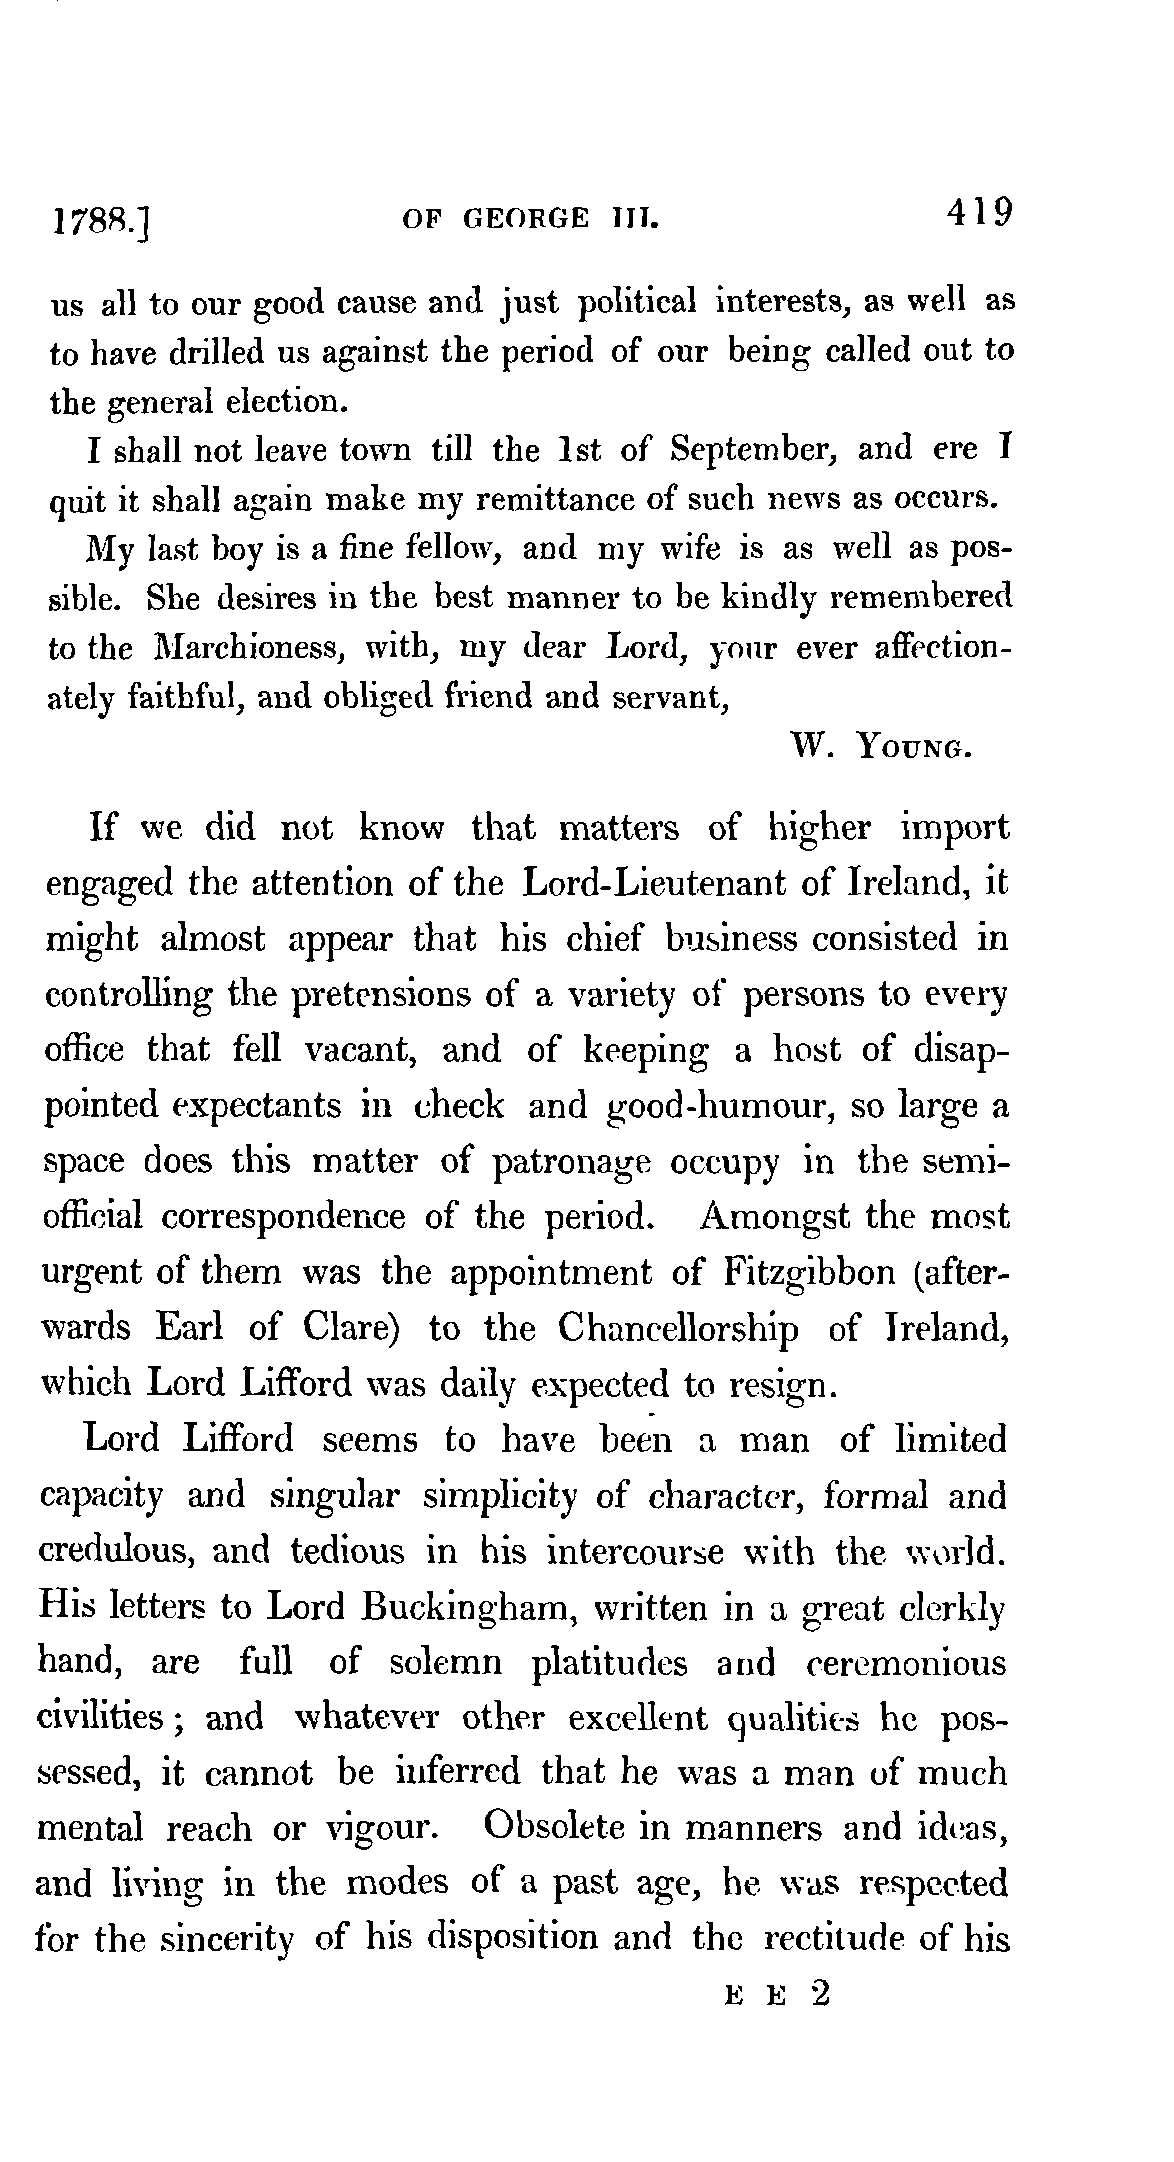 1788.] OF GEORGE III. 419
us all to our good cause and just political interests, as well as
to have drilled us against the period of our being called out to
the general election.
I shall not leave town till the 1st of September, and ere I
quit it shall again make my remittance of such news as occurs.
My last boy is a fine fellow, and my wife is as well as pos-
sible. She desires in the best manner to be kindly remembered
to the Marchioness, with, my dear Lord, your ever affection-
ately faithful, and obliged friend and servant,
W. YOUNG.
If we did not know that matters of higher import
engaged the attention of the Lord-Lieutenant of Ireland, it
might almost appear that his chief business consisted in
controlling the pretensions of a variety of persons to every
office that fell vacant, and of keeping a host of disap-
pointed expectants in check and good-humour, so large a
space does this matter of patronage occupy in the semi-
official correspondence of the period. Amongst the most
urgent of them was the appointment of Fitzgibbon (after-
wards Earl of Clare) to the Chancellorship of Ireland,
which Lord Lifford was daily expected to resign.
Lord Lifford seems to have been a man of limited
capacity and singular simplicity of character, formal and
credulous, and tedious in his intercourse with the world.
His letters to Lord Buckingham, written in a great clerkly
hand, are full of solemn platitudes and ceremonious
civilities; and whatever other excellent qualities he pos-
sessed, it cannot be inferred that he was a man of much
mental reach or vigour. Obsolete in manners and ideas,
and living in the modes of a past age, he was respected
for the sincerity of his disposition and the rectitude of his
E E 2